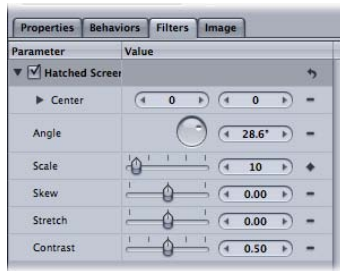 Properties Behaviors Filters Image
Parameter Value
Hatched Screen
Center 0 0
Angle 28.6°
Scale 10
Skew 0.00
Stretch 0.00
Contrast 0.50